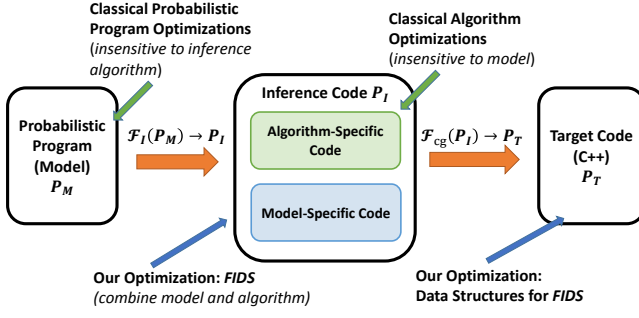 Classical Probabilistic
Program Optimizations
(insensitive to inference
algorithm)
Classical Algorithm
Optimizations
(insensitive to model)
Probabilistic
Program
(Model)
P_M
ℱ_I(P_M) → P_I
Inference Code P_I
Algorithm-Specific
Code
Model-Specific Code
ℱ_cg(P_I) → P_T
Target Code
(C++)
P_T
Our Optimization: FIDS
(combine model and algorithm)
Our Optimization:
Data Structures for FIDS